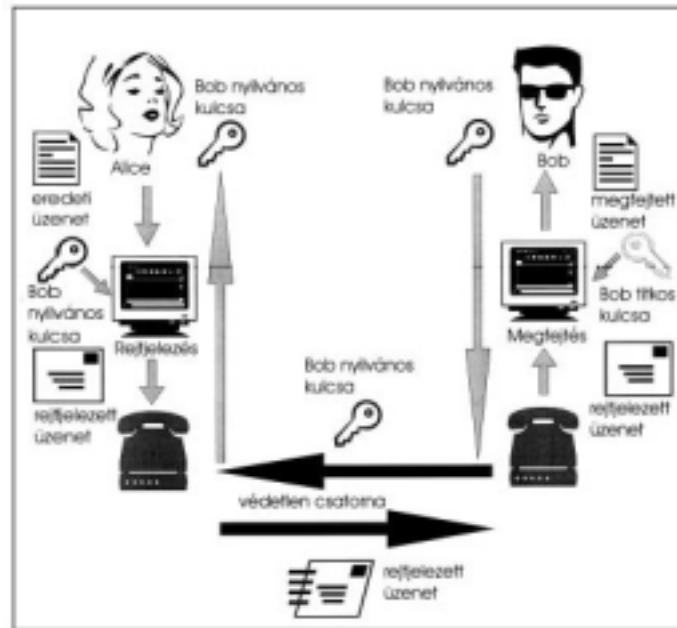 Bob nyilvános
kulcsa
Bob nyilvános
kulcsa
Alice
Bob
eredeti
üzenet
megfejtett
üzenet
Bob
nyilvános
kulcsa
Bob titkos
kulcsa
Rejtjelezés
Megfejtés
Bob nyilvános
kulcsa
rejtjelezett
üzenet
rejtjelezett
üzenet
védetlen csatorna
rejtjelezett
üzenet